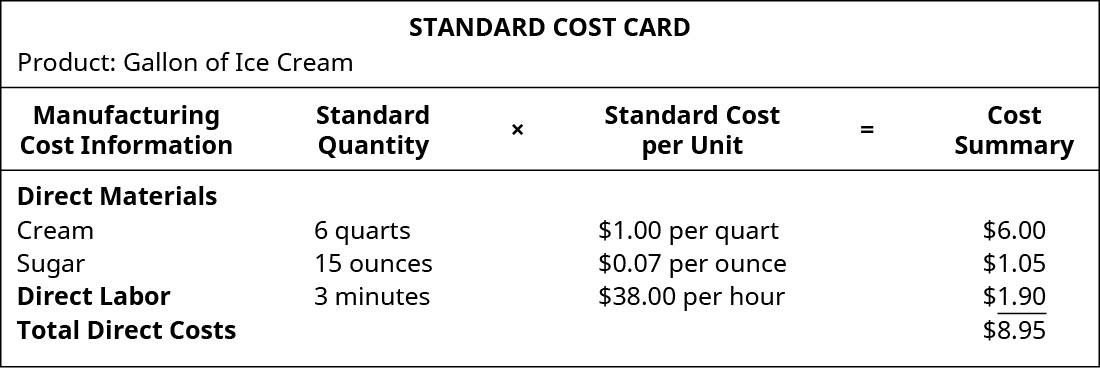 STANDARD COST CARD
Product: Gallon of Ice Cream
Manufacturing Cost Information Standard Quantity × Standard Cost per Unit = Cost Summary
Direct Materials
Cream 6 quarts $1.00 per quart $6.00
Sugar 15 ounces $0.07 per ounce $1.05
Direct Labor 3 minutes $38.00 per hour $1.90
Total Direct Costs $8.95